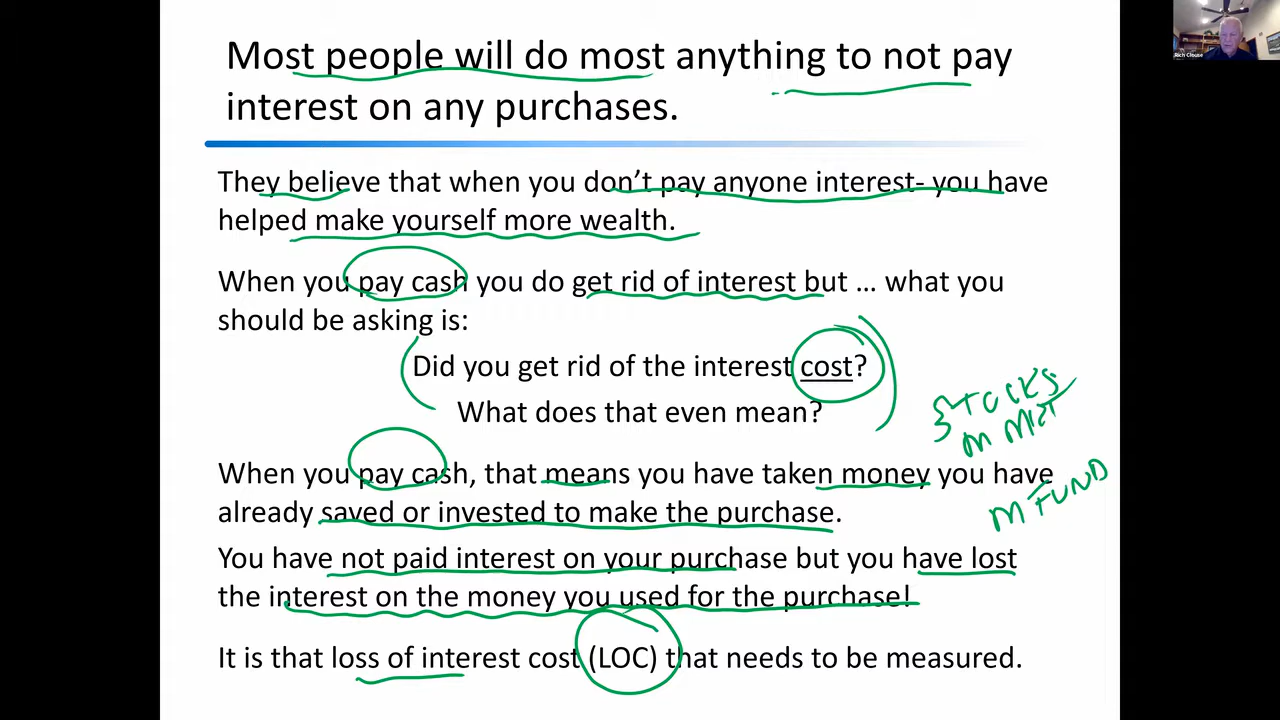 Rich Clouse
Most people will do most anything to not pay
interest on any purchases.
They believe that when you don’t pay anyone interest- you have
helped make yourself more wealth.
When you pay cash you do get rid of interest but … what you
should be asking is:
Did you get rid of the interest cost?
What does that even mean?
STOCKS
M MKT
M FUND
When you pay cash, that means you have taken money you have
already saved or invested to make the purchase.
You have not paid interest on your purchase but you have lost
the interest on the money you used for the purchase!
It is that loss of interest cost (LOC) that needs to be measured.